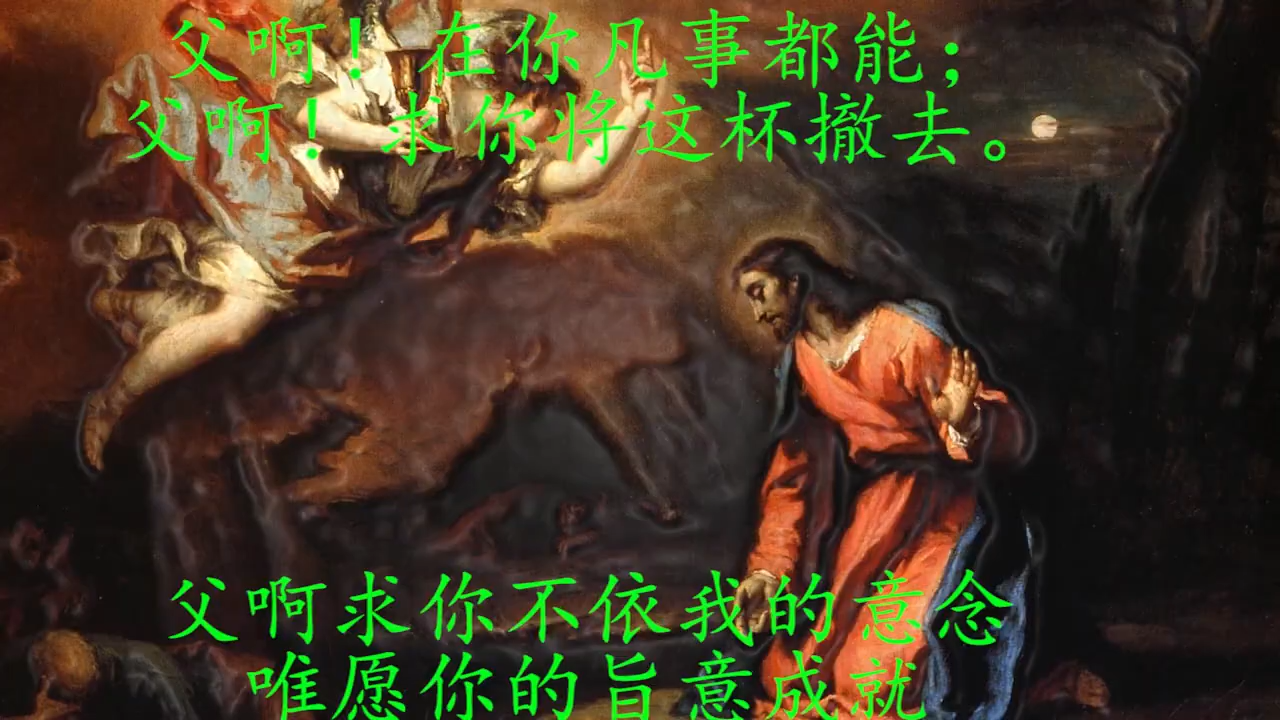 父啊！在你凡事都能；
父啊！求你将这杯撤去。
父啊求你不依我的意念
唯愿你的旨意成就